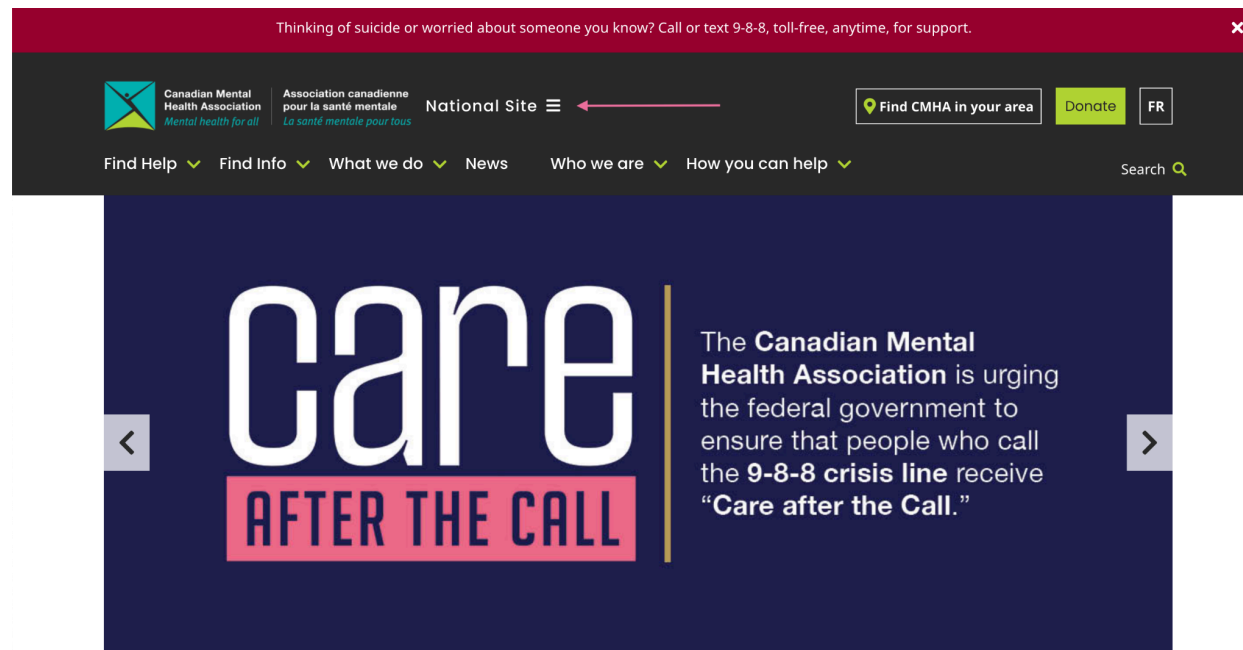 Thinking of suicide or worried about someone you know? Call or text 9-8-8, toll-free, anytime, for support.
Canadian Mental
Health Association
Mental health for all
Association canadienne
pour la santé mentale
La santé mentale pour tous
National Site
Find CMHA in your area
Donate
FR
Find Help
Find Info
What we do
News
Who we are
How you can help
Search
care
AFTER THE CALL
The Canadian Mental
Health Association is urging
the federal government to
ensure that people who call
the 9-8-8 crisis line receive
“Care after the Call.”